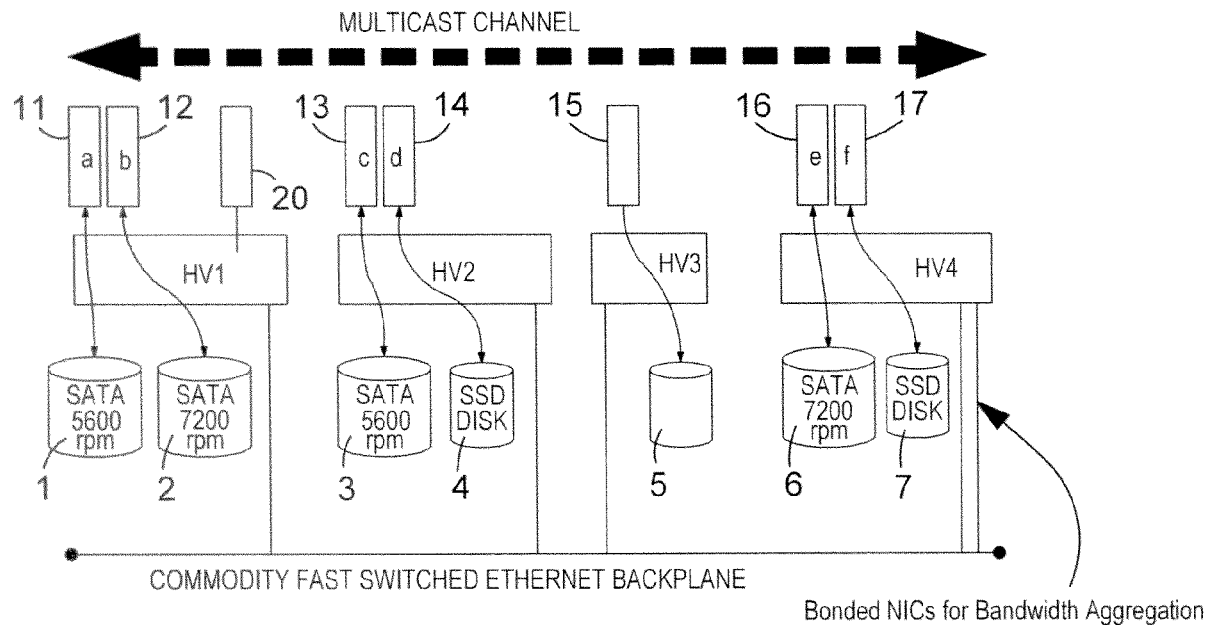 MULTICAST CHANNEL
11 12 13 14 15 16 17
a b c d e f
20
HV1 HV2 HV3 HV4
SATA 5600 rpm
SATA 7200 rpm
SATA 5600 rpm
SSD DISK
SATA 7200 rpm
SSD DISK
1 2 3 4 5 6 7
COMMODITY FAST SWITCHED ETHERNET BACKPLANE
Bonded NICs for Bandwidth Aggregation